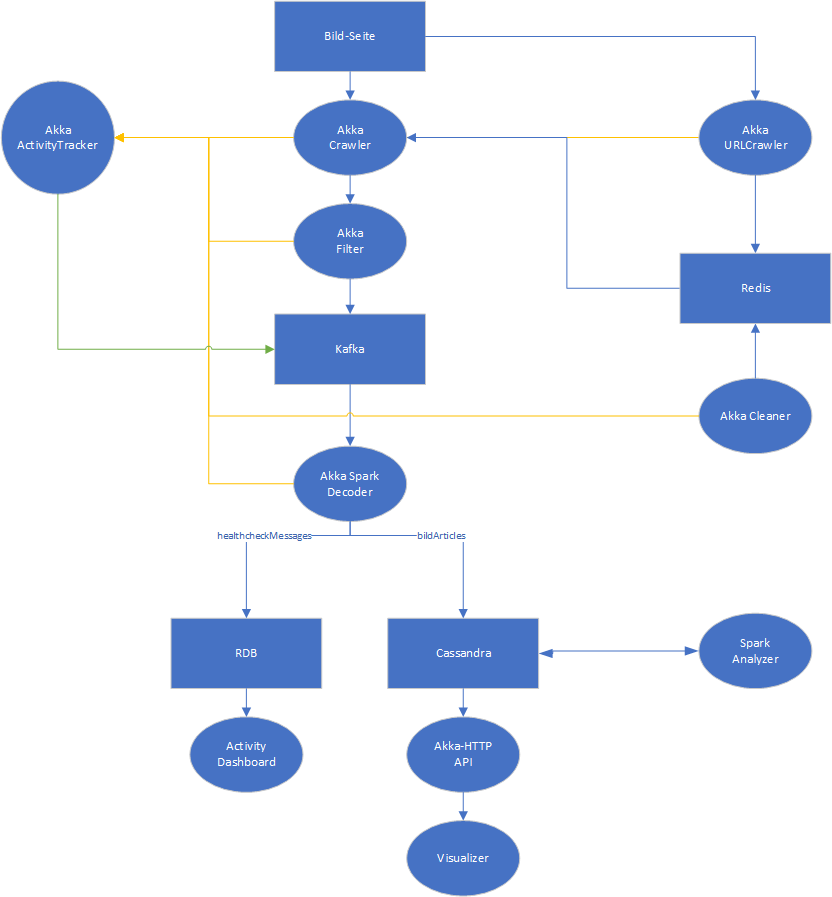 Bild-Seite
Akka
ActivityTracker
Akka
Crawler
Akka
URLCrawler
Akka
Filter
Redis
Kafka
Akka Cleaner
Akka Spark
Decoder
healthcheckMessages
bildArticles
RDB
Cassandra
Spark
Analyzer
Activity
Dashboard
Akka-HTTP
API
Visualizer